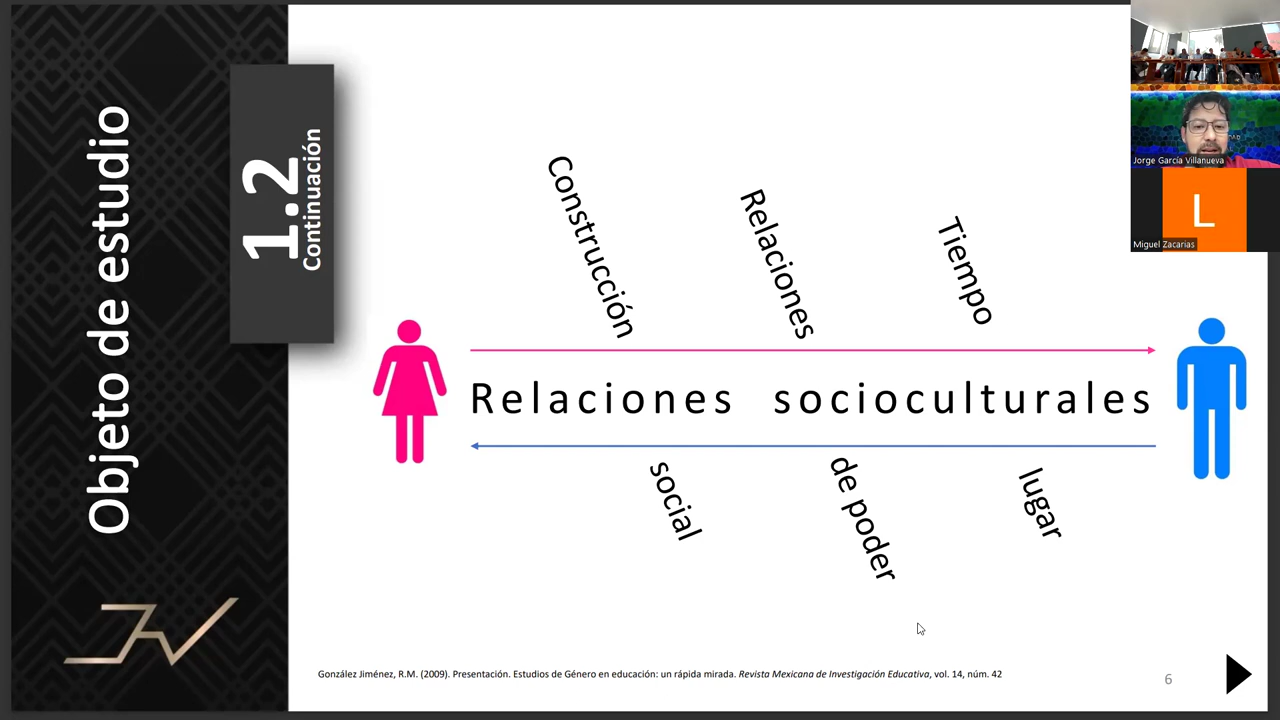 Objeto de estudio
1.2
Continuación
Construcción
Relaciones
Tiempo
Relaciones socioculturales
social
de poder
lugar
González Jiménez, R.M. (2009). Presentación. Estudios de Género en educación: un rápida mirada. Revista Mexicana de Investigación Educativa, vol. 14, núm. 42
6
JAV
Jorge García Villanueva
L
Miguel Zacarias